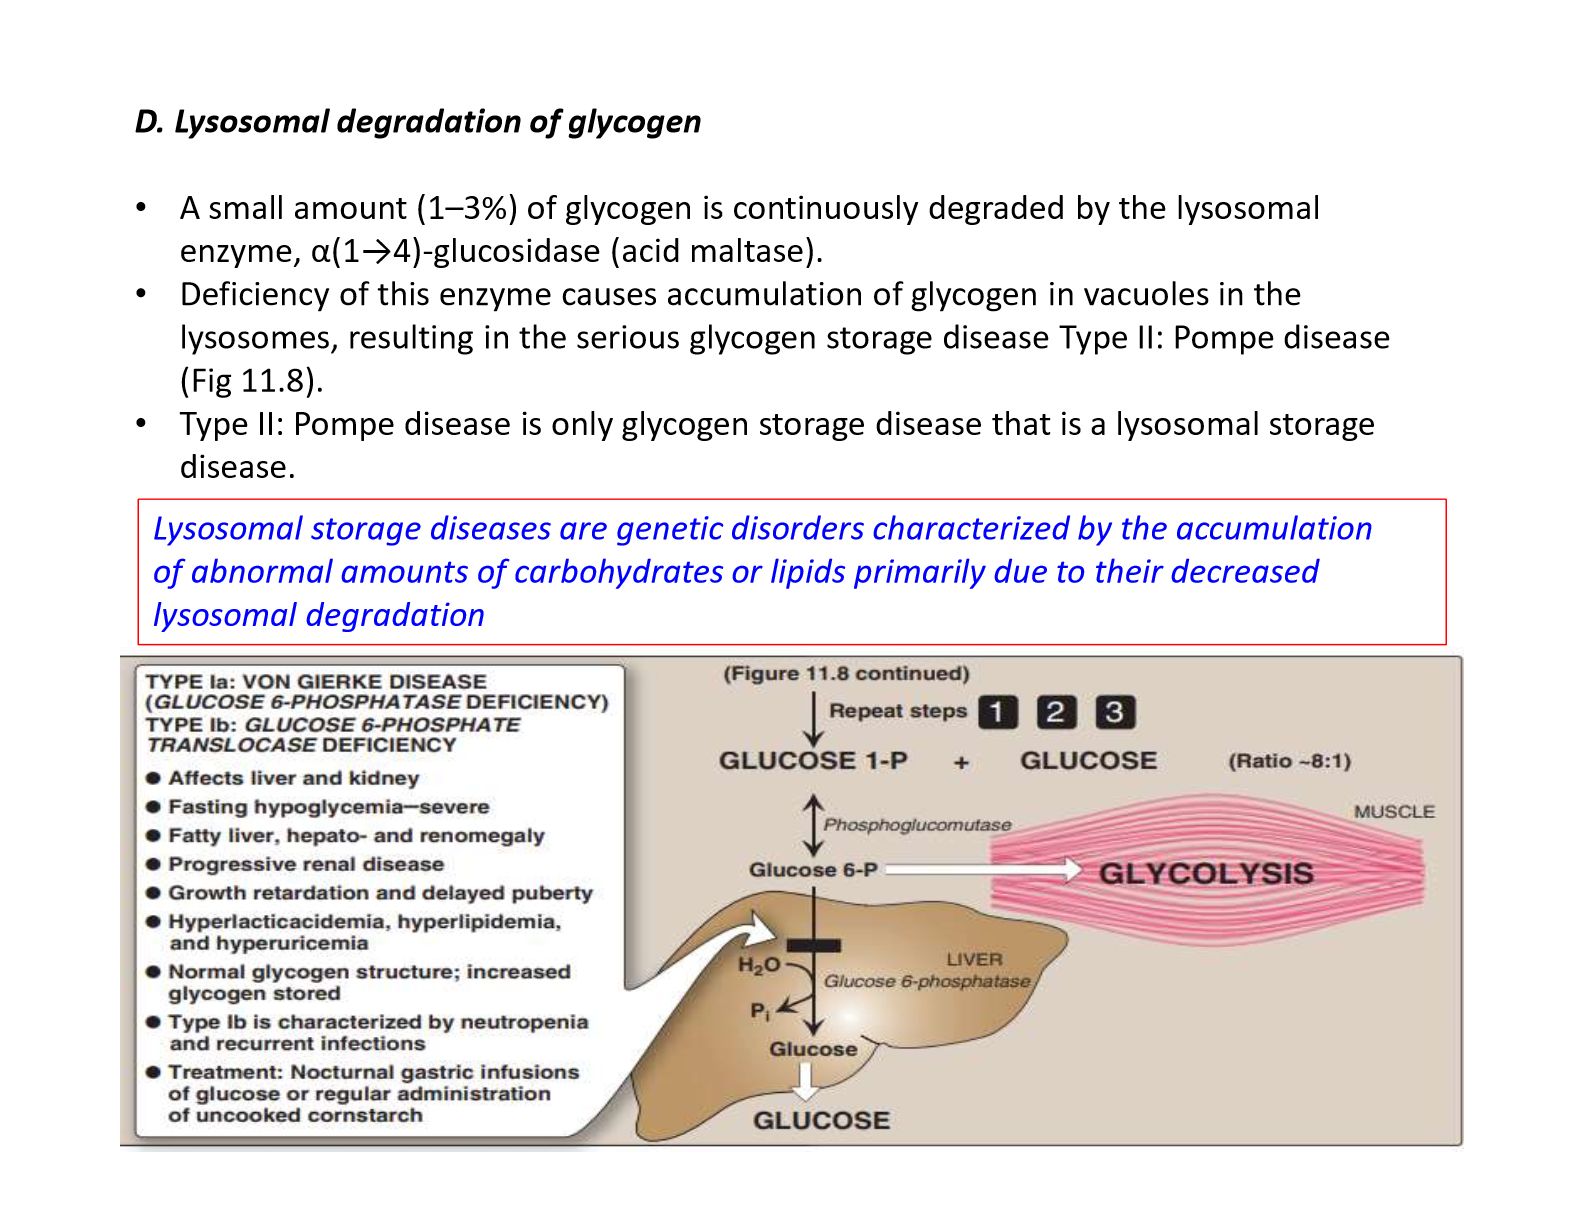 D. Lysosomal degradation of glycogen
• A small amount (1–3%) of glycogen is continuously degraded by the lysosomal
enzyme, α(1→4)-glucosidase (acid maltase).
• Deficiency of this enzyme causes accumulation of glycogen in vacuoles in the
lysosomes, resulting in the serious glycogen storage disease Type II: Pompe disease
(Fig 11.8).
• Type II: Pompe disease is only glycogen storage disease that is a lysosomal storage
disease.
Lysosomal storage diseases are genetic disorders characterized by the accumulation
of abnormal amounts of carbohydrates or lipids primarily due to their decreased
lysosomal degradation
TYPE Ia: VON GIERKE DISEASE
(GLUCOSE 6-PHOSPHATASE DEFICIENCY)
TYPE Ib: GLUCOSE 6-PHOSPHATE
TRANSLOCASE DEFICIENCY
● Affects liver and kidney
● Fasting hypoglycemia—severe
● Fatty liver, hepato- and renomegaly
● Progressive renal disease
● Growth retardation and delayed puberty
● Hyperlacticacidemia, hyperlipidemia,
and hyperuricemia
● Normal glycogen structure; increased
glycogen stored
● Type Ib is characterized by neutropenia
and recurrent infections
● Treatment: Nocturnal gastric infusions
of glucose or regular administration
of uncooked cornstarch
(Figure 11.8 continued)
Repeat steps 1 2 3
GLUCOSE 1-P + GLUCOSE (Ratio ~8:1)
MUSCLE
Phosphoglucomutase
Glucose 6-P
GLYCOLYSIS
LIVER
H₂O
Glucose 6-phosphatase
Pᵢ
Glucose
GLUCOSE